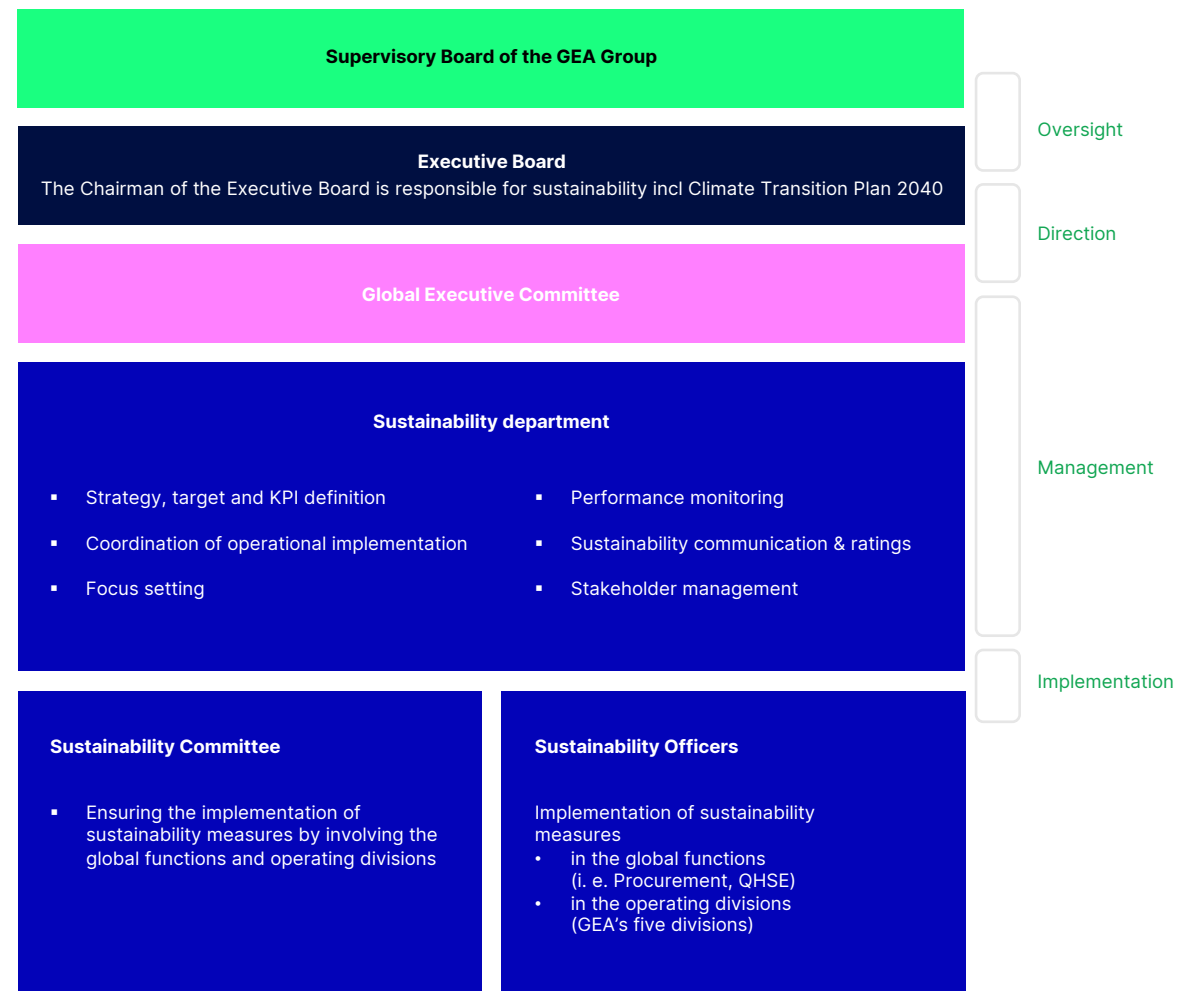 Supervisory Board of the GEA Group
Oversight
Executive Board
The Chairman of the Executive Board is responsible for sustainability incl Climate Transition Plan 2040
Direction
Global Executive Committee
Management
Sustainability department
▪ Strategy, target and KPI definition
▪ Coordination of operational implementation
▪ Focus setting
▪ Performance monitoring
▪ Sustainability communication & ratings
▪ Stakeholder management
Implementation
Sustainability Committee
▪ Ensuring the implementation of
sustainability measures by involving the
global functions and operating divisions
Sustainability Officers
Implementation of sustainability
measures
• in the global functions
(i. e. Procurement, QHSE)
• in the operating divisions
(GEA’s five divisions)